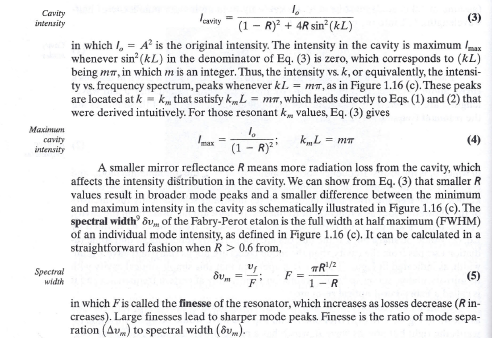 Cavity
intensity
I_cavity = I_o / ((1 − R)² + 4R sin²(kL)) (3)
in which I_o = A² is the original intensity. The intensity in the cavity is maximum I_max
whenever sin²(kL) in the denominator of Eq. (3) is zero, which corresponds to (kL)
being mπ, in which m is an integer. Thus, the intensity vs. k, or equivalently, the intensi-
ty vs. frequency spectrum, peaks whenever kL = mπ, as in Figure 1.16 (c). These peaks
are located at k = k_m that satisfy k_mL = mπ, which leads directly to Eqs. (1) and (2) that
were derived intuitively. For those resonant k_m values, Eq. (3) gives
Maximum
cavity
intensity
I_max = I_o / (1 − R)²; k_mL = mπ (4)
A smaller mirror reflectance R means more radiation loss from the cavity, which
affects the intensity distribution in the cavity. We can show from Eq. (3) that smaller R
values result in broader mode peaks and a smaller difference between the minimum
and maximum intensity in the cavity as schematically illustrated in Figure 1.16 (c). The
spectral width⁹ δυ_m of the Fabry-Perot etalon is the full width at half maximum (FWHM)
of an individual mode intensity, as defined in Figure 1.16 (c). It can be calculated in a
straightforward fashion when R > 0.6 from,
Spectral
width
δυ_m = υ_f / F; F = πR^{1/2} / (1 − R) (5)
in which F is called the finesse of the resonator, which increases as losses decrease (R in-
creases). Large finesses lead to sharper mode peaks. Finesse is the ratio of mode sepa-
ration (Δυ_m) to spectral width (δυ_m).